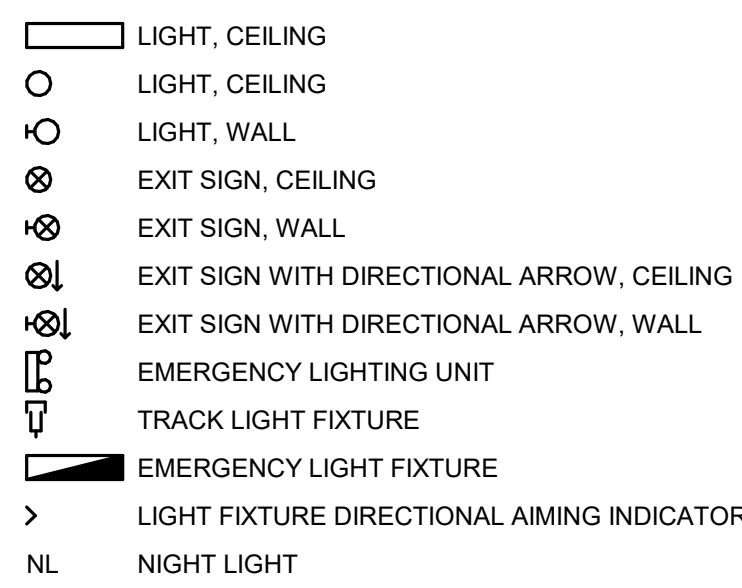 LIGHT, CEILING
LIGHT, CEILING
LIGHT, WALL
EXIT SIGN, CEILING
EXIT SIGN, WALL
EXIT SIGN WITH DIRECTIONAL ARROW, CEILING
EXIT SIGN WITH DIRECTIONAL ARROW, WALL
EMERGENCY LIGHTING UNIT
TRACK LIGHT FIXTURE
EMERGENCY LIGHT FIXTURE
LIGHT FIXTURE DIRECTIONAL AIMING INDICATOR
NL NIGHT LIGHT